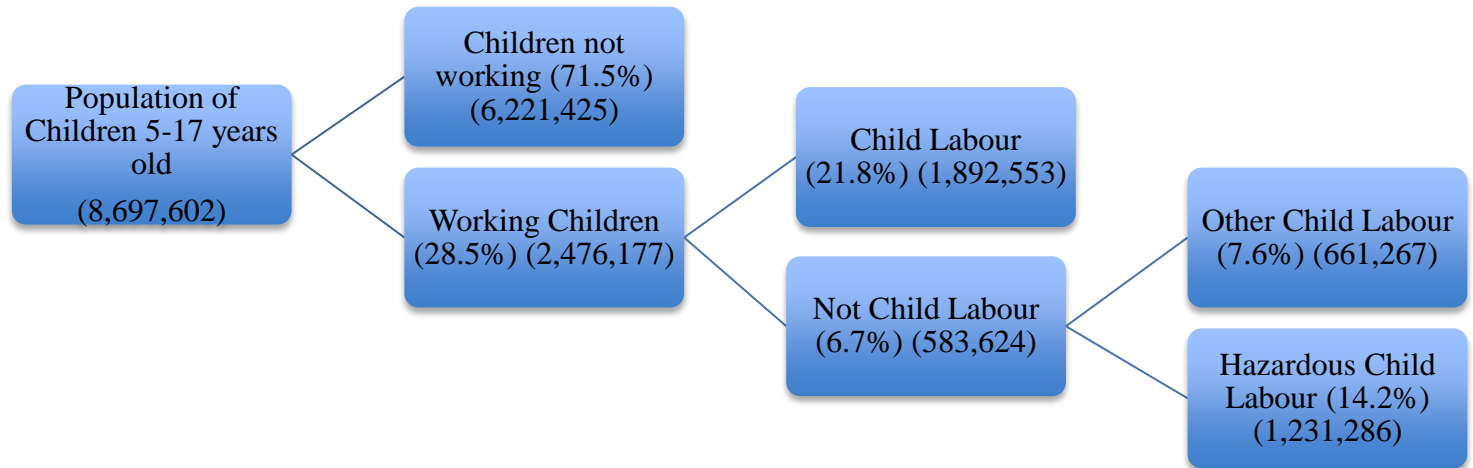 Population of
Children 5-17 years
old
(8,697,602)
Children not
working (71.5%)
(6,221,425)
Working Children
(28.5%) (2,476,177)
Child Labour
(21.8%) (1,892,553)
Not Child Labour
(6.7%) (583,624)
Other Child Labour
(7.6%) (661,267)
Hazardous Child
Labour (14.2%)
(1,231,286)